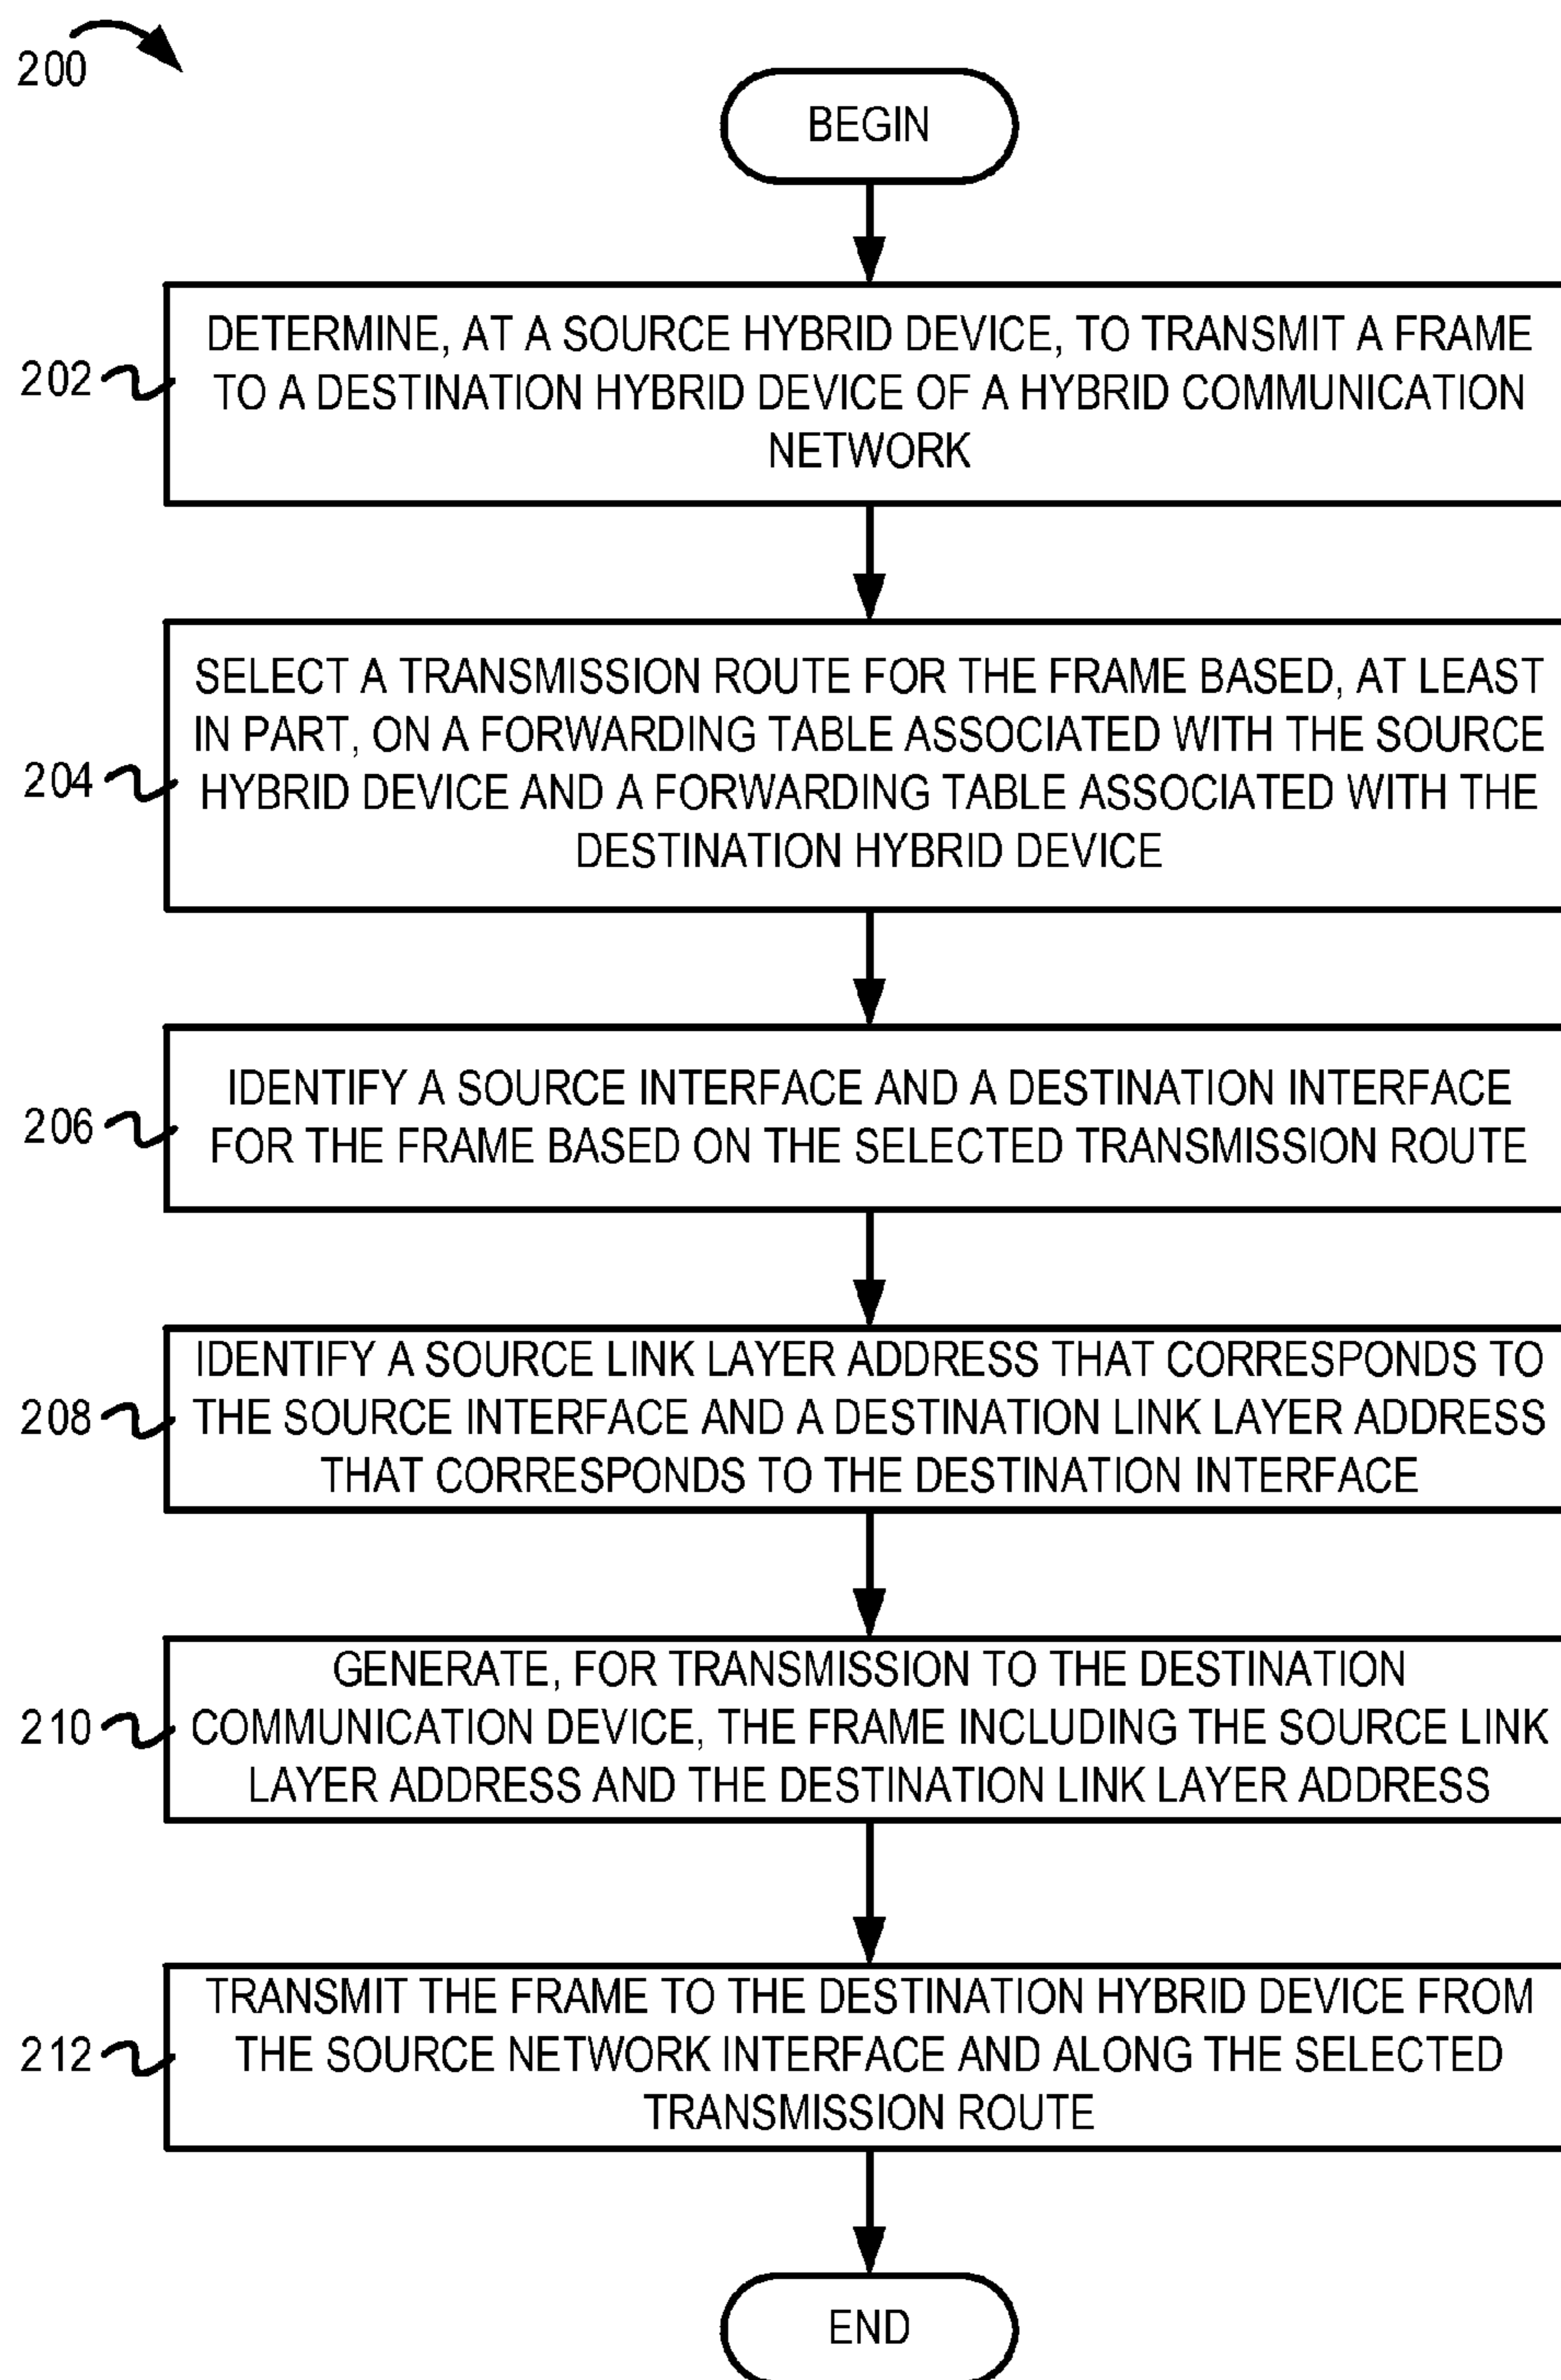 200
BEGIN
DETERMINE, AT A SOURCE HYBRID DEVICE, TO TRANSMIT A FRAME
202
TO A DESTINATION HYBRID DEVICE OF A HYBRID COMMUNICATION
NETWORK
SELECT A TRANSMISSION ROUTE FOR THE FRAME BASED, AT LEAST
IN PART, ON A FORWARDING TABLE ASSOCIATED WITH THE SOURCE
204
HYBRID DEVICE AND A FORWARDING TABLE ASSOCIATED WITH THE
DESTINATION HYBRID DEVICE
IDENTIFY A SOURCE INTERFACE AND A DESTINATION INTERFACE
206
FOR THE FRAME BASED ON THE SELECTED TRANSMISSION ROUTE
IDENTIFY A SOURCE LINK LAYER ADDRESS THAT CORRESPONDS TO
208
THE SOURCE INTERFACE AND A DESTINATION LINK LAYER ADDRESS
THAT CORRESPONDS TO THE DESTINATION INTERFACE
GENERATE, FOR TRANSMISSION TO THE DESTINATION
210
COMMUNICATION DEVICE, THE FRAME INCLUDING THE SOURCE LINK
LAYER ADDRESS AND THE DESTINATION LINK LAYER ADDRESS
TRANSMIT THE FRAME TO THE DESTINATION HYBRID DEVICE FROM
212
THE SOURCE NETWORK INTERFACE AND ALONG THE SELECTED
TRANSMISSION ROUTE
END